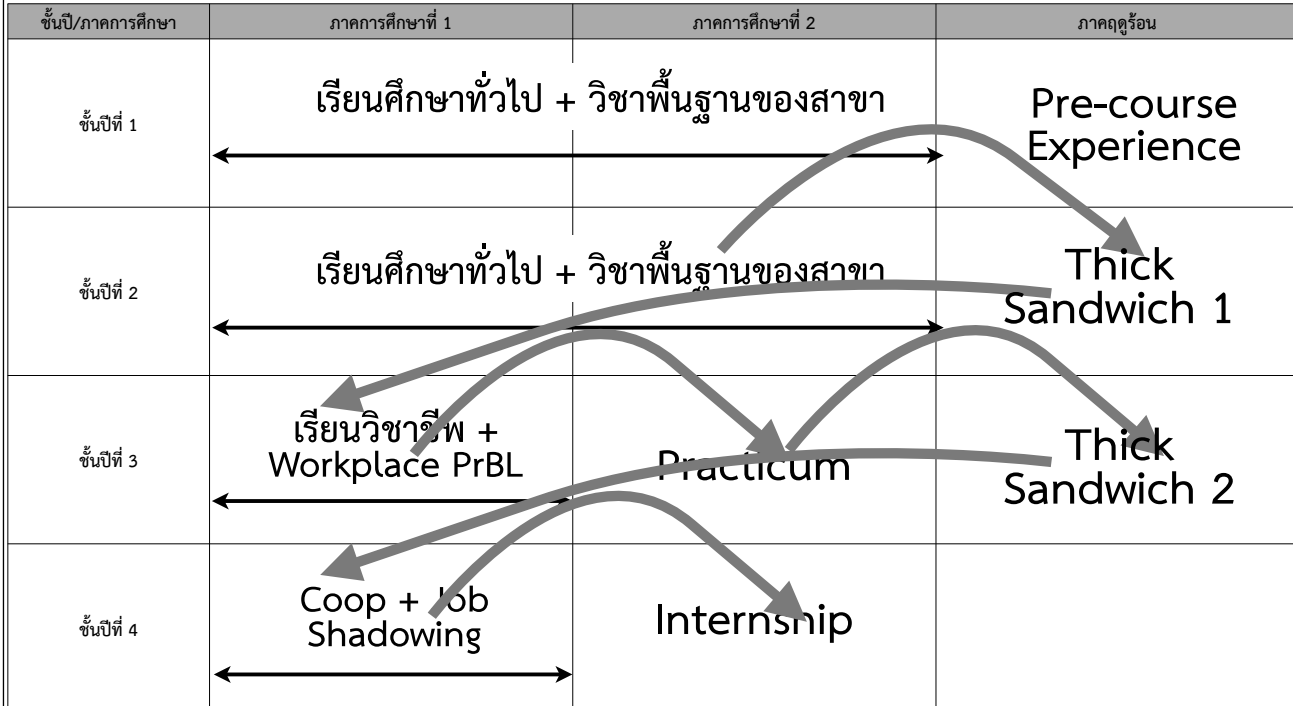 ชั้นปี/ภาคการศึกษา ภาคการศึกษาที่ 1 ภาคการศึกษาที่ 2 ภาคฤดูร้อน
ชั้นปีที่ 1
เรียนศึกษาทั่วไป + วิชาพื้นฐานของสาขา
Pre-course
Experience
ชั้นปีที่ 2
เรียนศึกษาทั่วไป + วิชาพื้นฐานของสาขา
Thick
Sandwich 1
ชั้นปีที่ 3
เรียนวิชาชีพ +
Workplace PrBL
Practicum
Thick
Sandwich 2
ชั้นปีที่ 4
Coop + Job
Shadowing
Internship